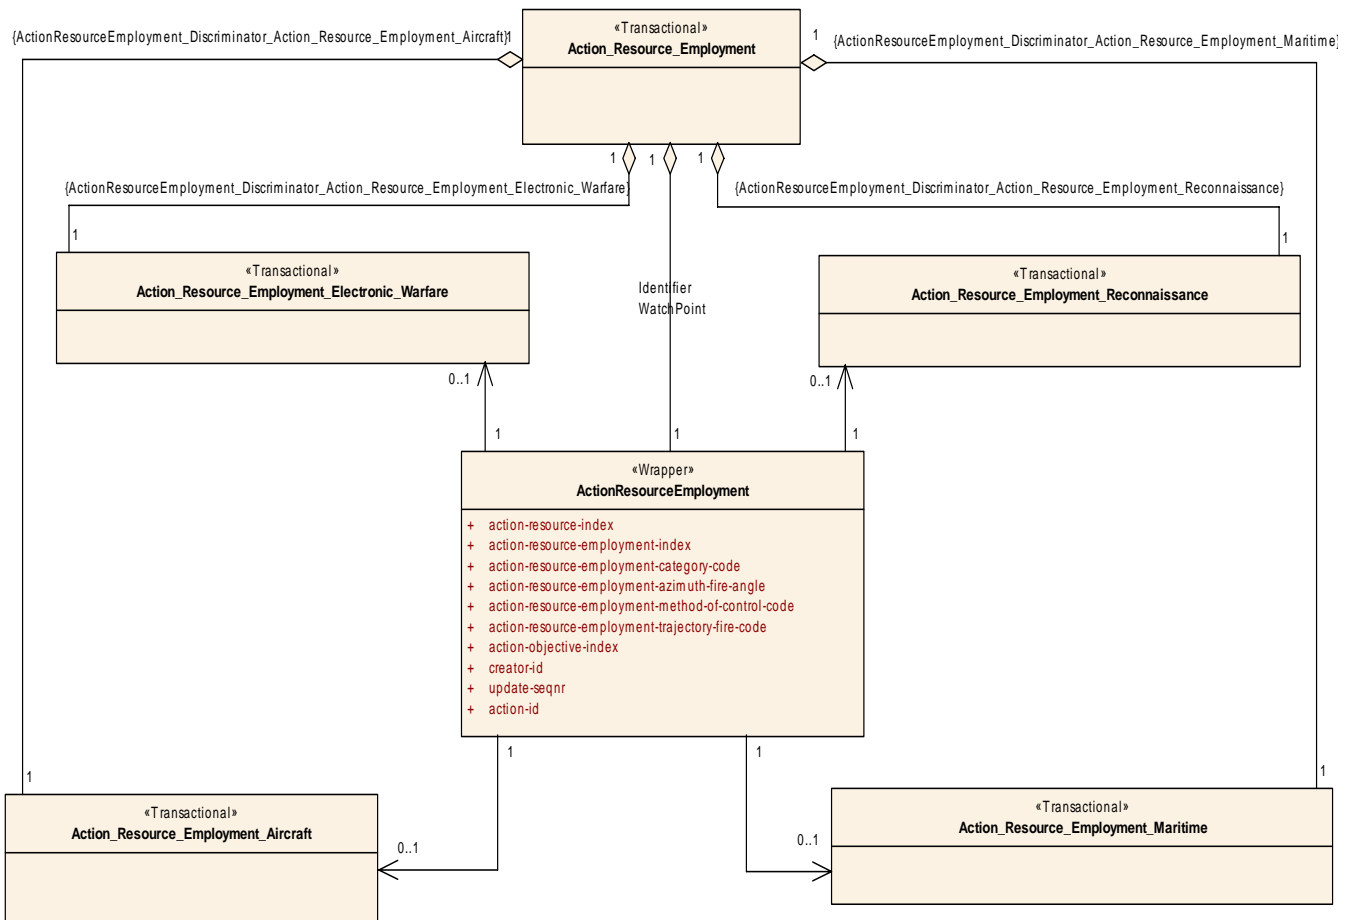 «Transactional»
Action_Resource_Employment
{ActionResourceEmployment_Discriminator_Action_Resource_Employment_Aircraft}
1
1
{ActionResourceEmployment_Discriminator_Action_Resource_Employment_Maritime}
1
1
1
{ActionResourceEmployment_Discriminator_Action_Resource_Employment_Electronic_Warfare}
{ActionResourceEmployment_Discriminator_Action_Resource_Employment_Reconnaissance}
1
1
«Transactional»
Action_Resource_Employment_Electronic_Warfare
Identifier
WatchPoint
«Transactional»
Action_Resource_Employment_Reconnaissance
0..1
0..1
1
1
1
«Wrapper»
ActionResourceEmployment
+ action-resource-index
+ action-resource-employment-index
+ action-resource-employment-category-code
+ action-resource-employment-azimuth-fire-angle
+ action-resource-employment-method-of-control-code
+ action-resource-employment-trajectory-fire-code
+ action-objective-index
+ creator-id
+ update-seqnr
+ action-id
1
1
1
1
«Transactional»
Action_Resource_Employment_Aircraft
0..1
0..1
«Transactional»
Action_Resource_Employment_Maritime